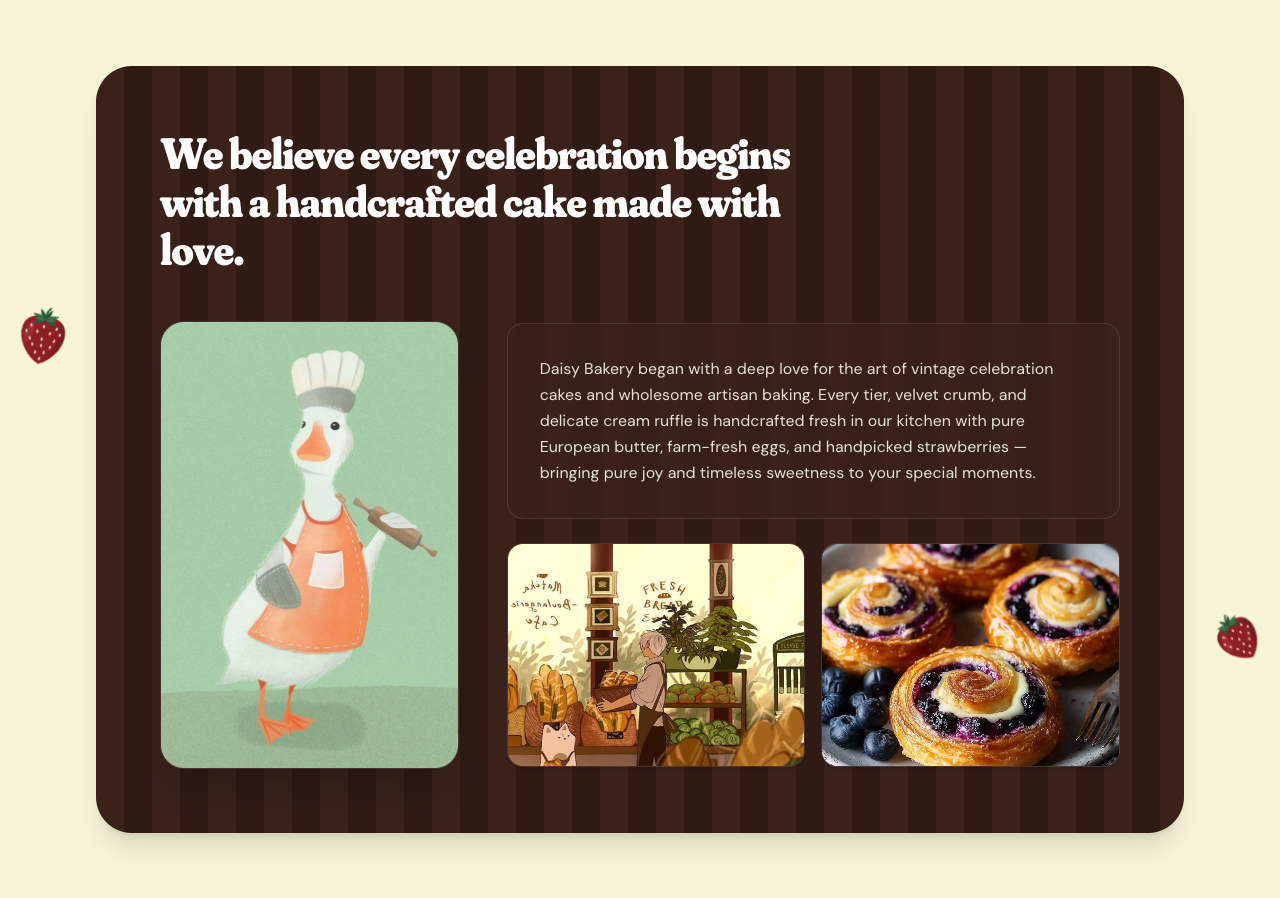 We believe every celebration begins
with a handcrafted cake made with
love.
Daisy Bakery began with a deep love for the art of vintage celebration
cakes and wholesome artisan baking. Every tier, velvet crumb, and
delicate cream ruffle is handcrafted fresh in our kitchen with pure
European butter, farm-fresh eggs, and handpicked strawberries —
bringing pure joy and timeless sweetness to your special moments.
Matcha
Boulangerie
Cafe
FRESH
BREAD
PLEASE